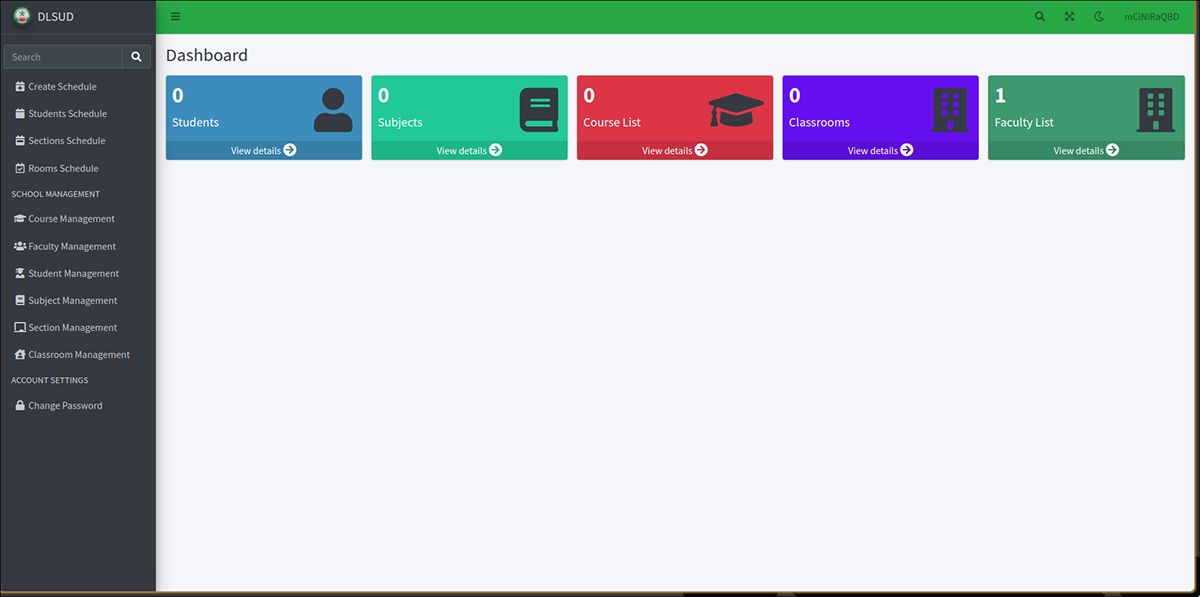 DLSUD
mCiNiRaQBD
Search
Create Schedule
Students Schedule
Sections Schedule
Rooms Schedule
SCHOOL MANAGEMENT
Course Management
Faculty Management
Student Management
Subject Management
Section Management
Classroom Management
ACCOUNT SETTINGS
Change Password
Dashboard
0
Students
View details
0
Subjects
View details
0
Course List
View details
0
Classrooms
View details
1
Faculty List
View details